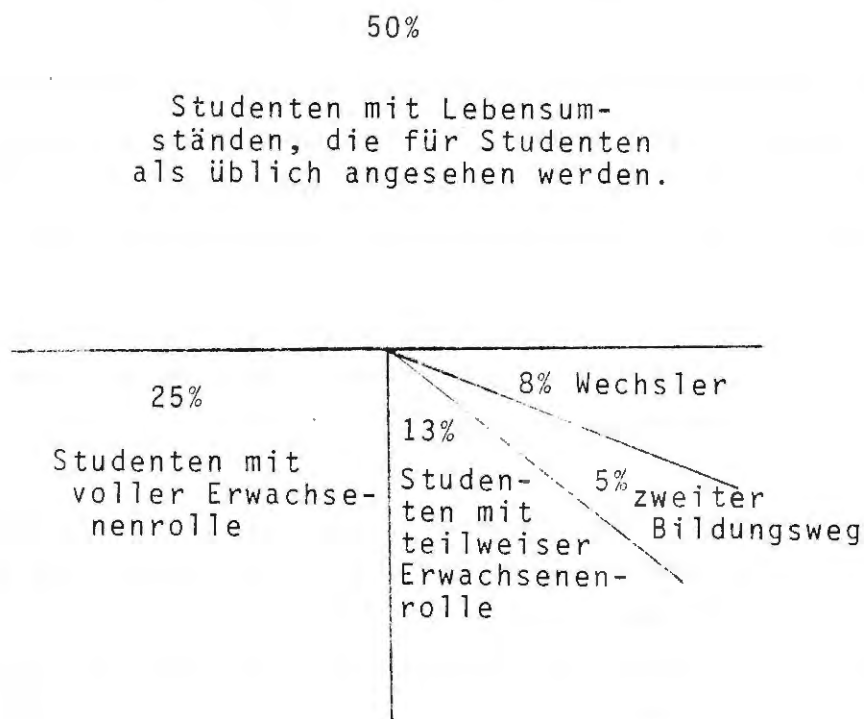 50%
Studenten mit Lebensum-
ständen, die für Studenten
als üblich angesehen werden.
25%
Studenten mit
voller Erwachse-
nenrolle
8% Wechsler
13%
Studen-
ten mit
teilweiser
Erwachsenen-
rolle
5%
zweiter
Bildungsweg